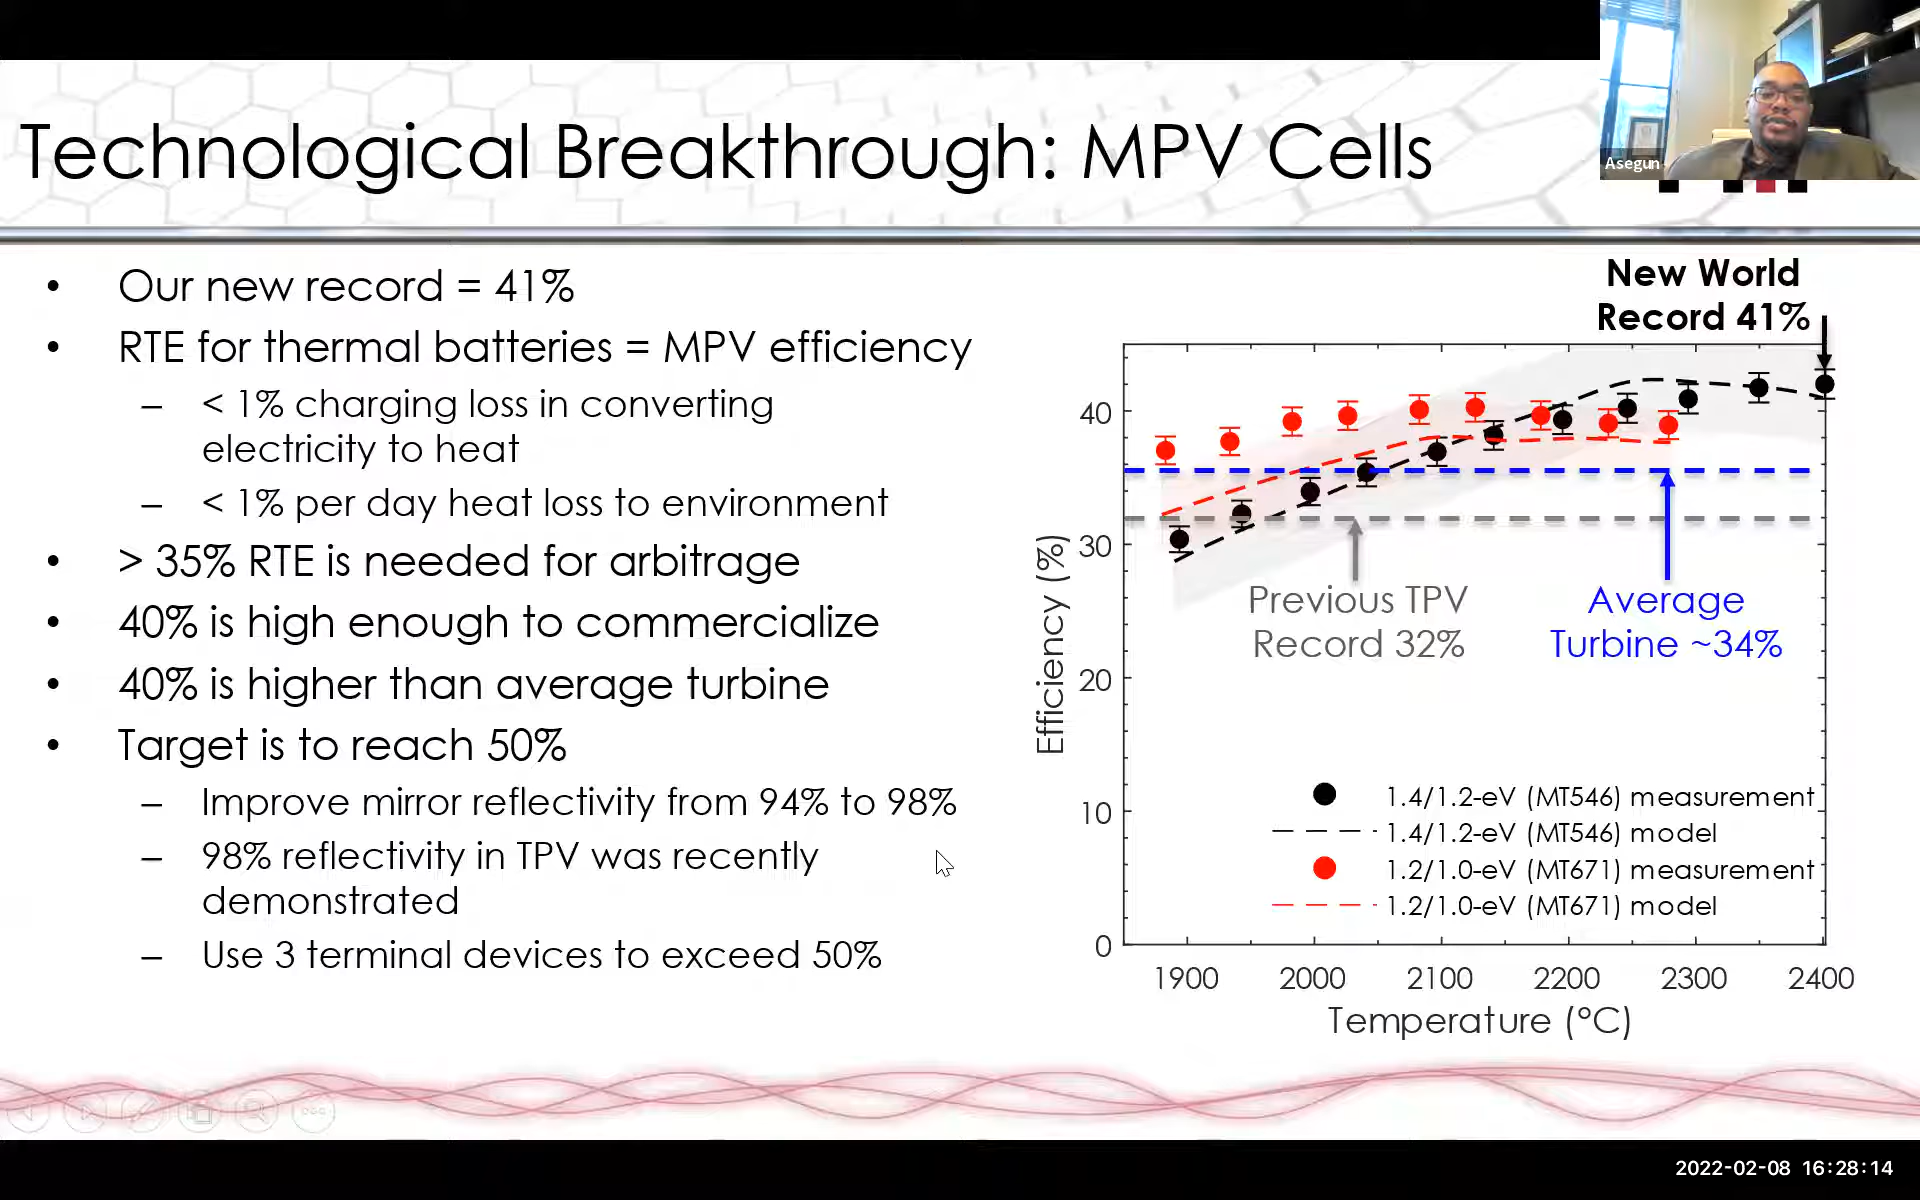 Asegun
Technological Breakthrough: MPV Cells
• Our new record = 41%
• RTE for thermal batteries = MPV efficiency
– < 1% charging loss in converting
electricity to heat
– < 1% per day heat loss to environment
• > 35% RTE is needed for arbitrage
• 40% is high enough to commercialize
• 40% is higher than average turbine
• Target is to reach 50%
– Improve mirror reflectivity from 94% to 98%
– 98% reflectivity in TPV was recently
demonstrated
– Use 3 terminal devices to exceed 50%
New World
Record 41%
Efficiency (%)
40
30
20
10
0
Previous TPV
Record 32%
Average
Turbine ~34%
1.4/1.2-eV (MT546) measurement
1.4/1.2-eV (MT546) model
1.2/1.0-eV (MT671) measurement
1.2/1.0-eV (MT671) model
1900 2000 2100 2200 2300 2400
Temperature (°C)
2022-02-08 16:28:14